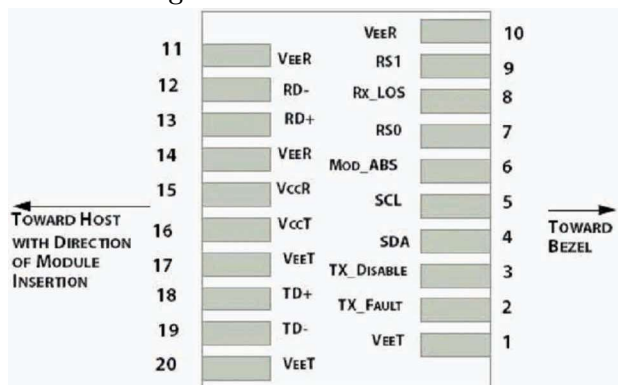 VEER 10
11 VEER
RS1 9
12 RD-
Rx_LOS 8
13 RD+
RS0 7
14 VEER
MOD_ABS 6
15 VCCR
SCL 5
16 VCCT
SDA 4
17 VEET
TX_DISABLE 3
18 TD+
TX_FAULT 2
19 TD-
VEET 1
20 VEET
TOWARD HOST
WITH DIRECTION
OF MODULE
INSERTION
TOWARD
BEZEL